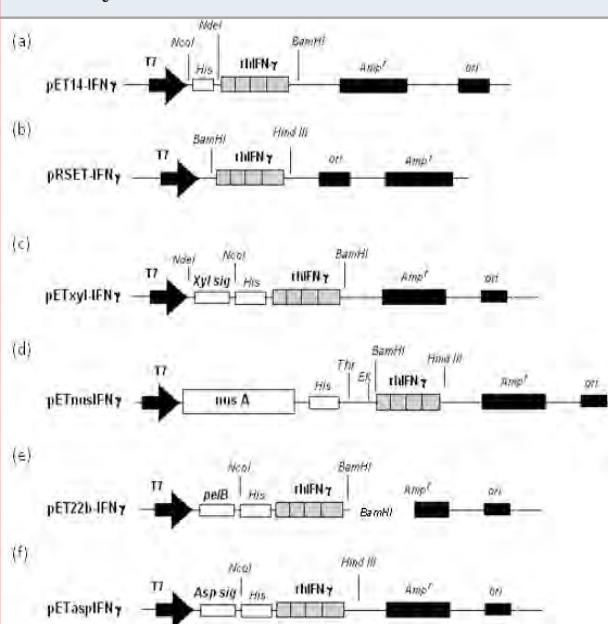 (a)
NdeI
NcoI
BamHI
T7
His
rhIFNγ
Ampʳ
ori
pET14-IFNγ
(b)
BamHI
Hind III
T7
rhIFNγ
ori
Ampʳ
pRSET-IFNγ
(c)
NdeI
NcoI
BamHI
T7
Xyl sig
His
rhIFNγ
Ampʳ
ori
pETxyl-IFNγ
(d)
T7
Thr
EK
BamHI
Hind III
nus A
His
rhIFNγ
Ampʳ
ori
pETnusIFNγ
(e)
NcoI
BamHI
T7
pelB
His
rhIFNγ
BamHI
Ampʳ
ori
pET22b-IFNγ
(f)
NcoI
Hind III
T7
Asp sig
His
rhIFNγ
Ampʳ
ori
pETaspIFNγ